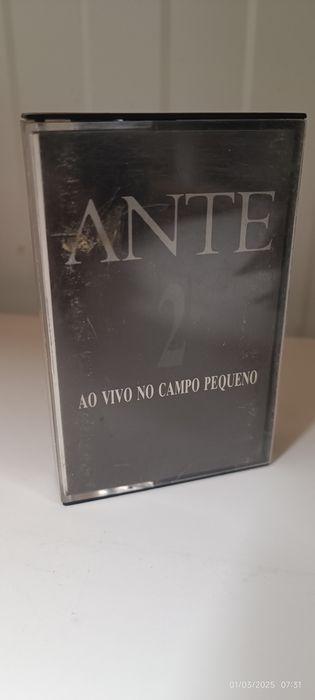 ANTE
2
AO VIVO NO CAMPO PEQUENO
01/03/2025 07:31